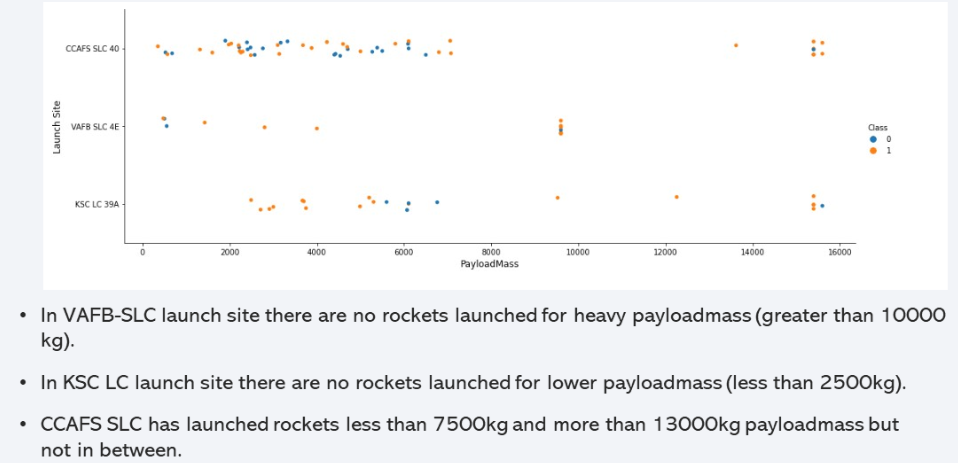 CCAFS SLC 40
VAFB SLC 4E
KSC LC 39A
Launch Site
0 2000 4000 6000 8000 10000 12000 14000 16000
PayloadMass
Class
0
1
• In VAFB-SLC launch site there are no rockets launched for heavy payloadmass (greater than 10000
kg).
• In KSC LC launch site there are no rockets launched for lower payloadmass (less than 2500kg).
• CCAFS SLC has launched rockets less than 7500kg and more than 13000kg payloadmass but
not in between.